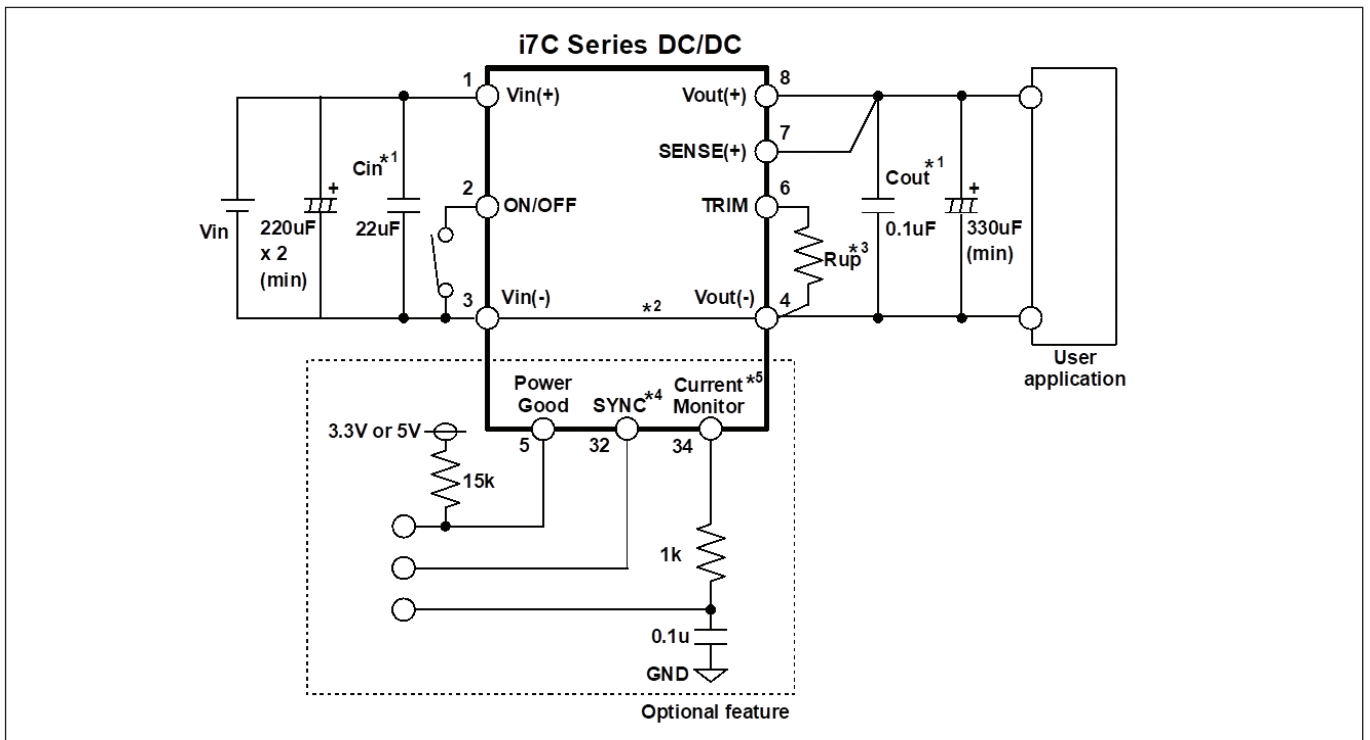 i7C Series DC/DC
1
Vin(+)
Vout(+)
8
7
SENSE(+)
Cin*1
2
ON/OFF
TRIM
6
Cout*1
+
+
Vin
220uF
x 2
(min)
22uF
Rup*3
0.1uF
330uF
(min)
3
Vin(-)
*2
Vout(-)
4
User
application
Power
Good
SYNC*4
Current*5
Monitor
3.3V or 5V
5
32
34
15k
1k
0.1u
GND
Optional feature